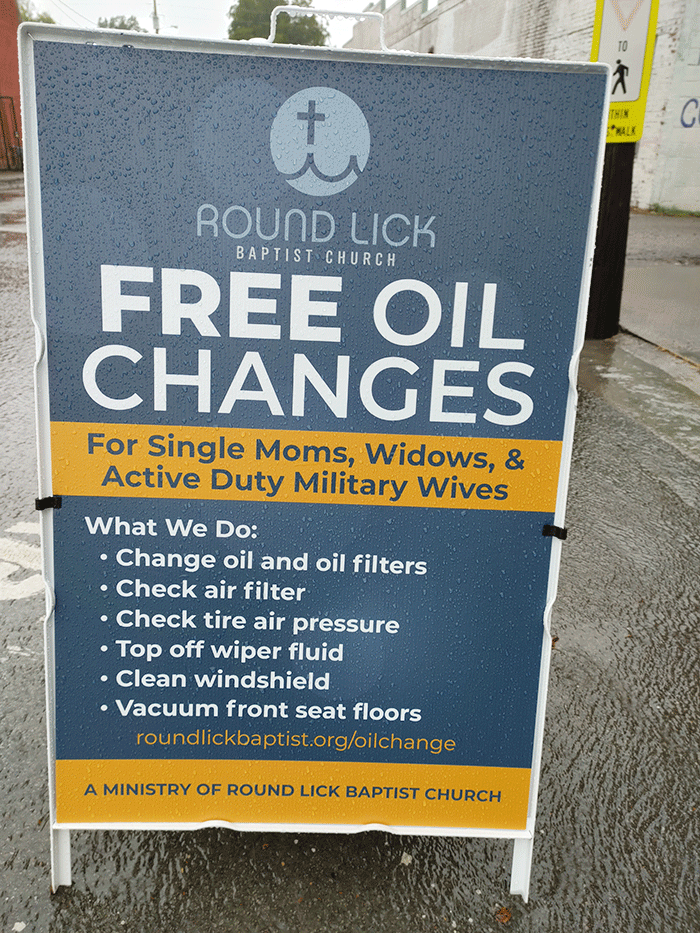 ROUND LICK
BAPTIST CHURCH
FREE OIL
CHANGES
For Single Moms, Widows, &
Active Duty Military Wives
What We Do:
• Change oil and oil filters
• Check air filter
• Check tire air pressure
• Top off wiper fluid
• Clean windshield
• Vacuum front seat floors
roundlickbaptist.org/oilchange
A MINISTRY OF ROUND LICK BAPTIST CHURCH
TO